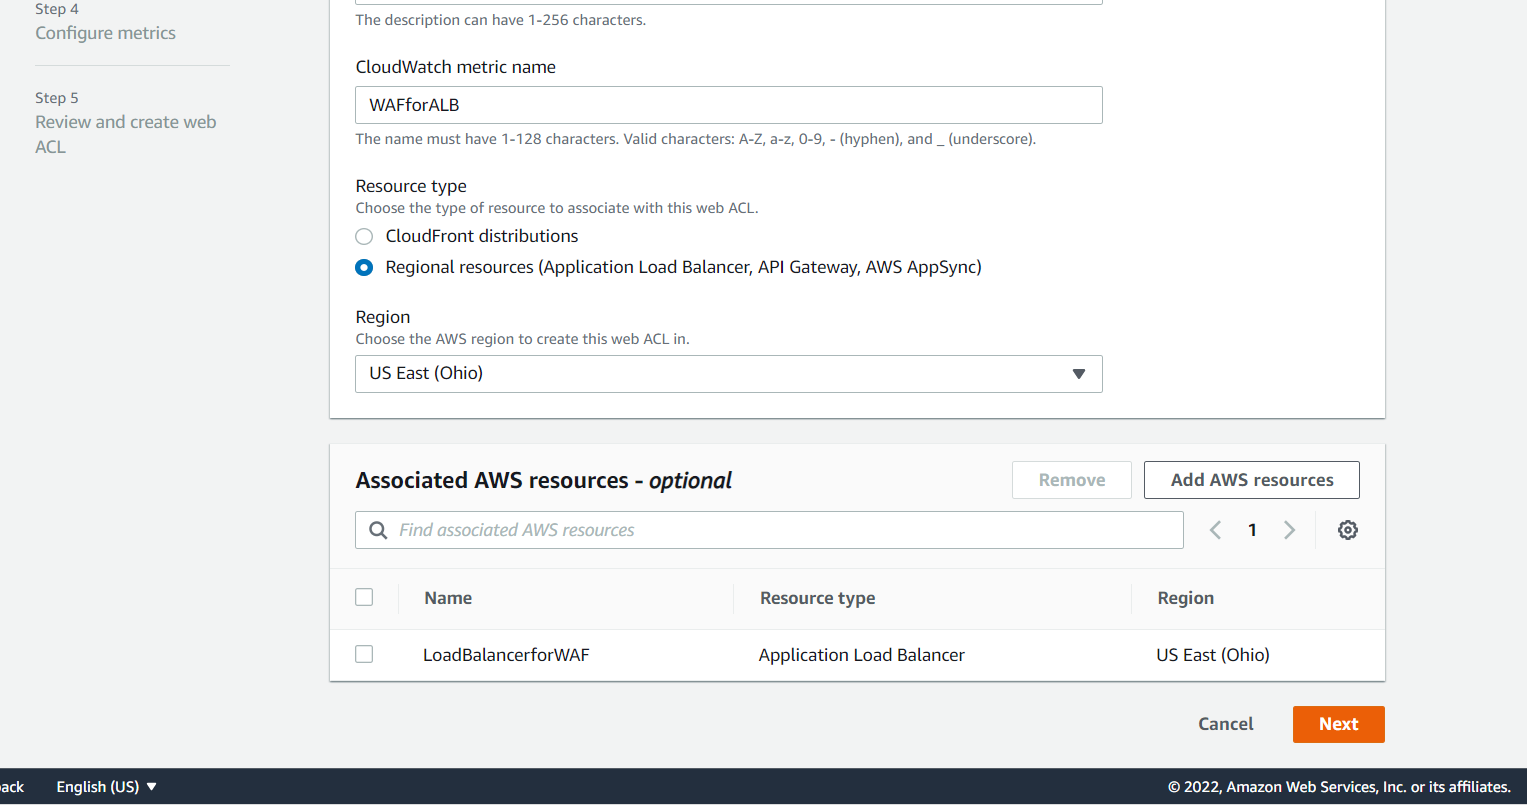 Step 4
Configure metrics
Step 5
Review and create web
ACL
The description can have 1-256 characters.
CloudWatch metric name
WAFforALB
The name must have 1-128 characters. Valid characters: A-Z, a-z, 0-9, - (hyphen), and _ (underscore).
Resource type
Choose the type of resource to associate with this web ACL.
CloudFront distributions
Regional resources (Application Load Balancer, API Gateway, AWS AppSync)
Region
Choose the AWS region to create this web ACL in.
US East (Ohio)
Associated AWS resources - optional
Remove
Add AWS resources
Find associated AWS resources
1
Name Resource type Region
LoadBalancerforWAF Application Load Balancer US East (Ohio)
Cancel
Next
ack English (US) © 2022, Amazon Web Services, Inc. or its affiliates.